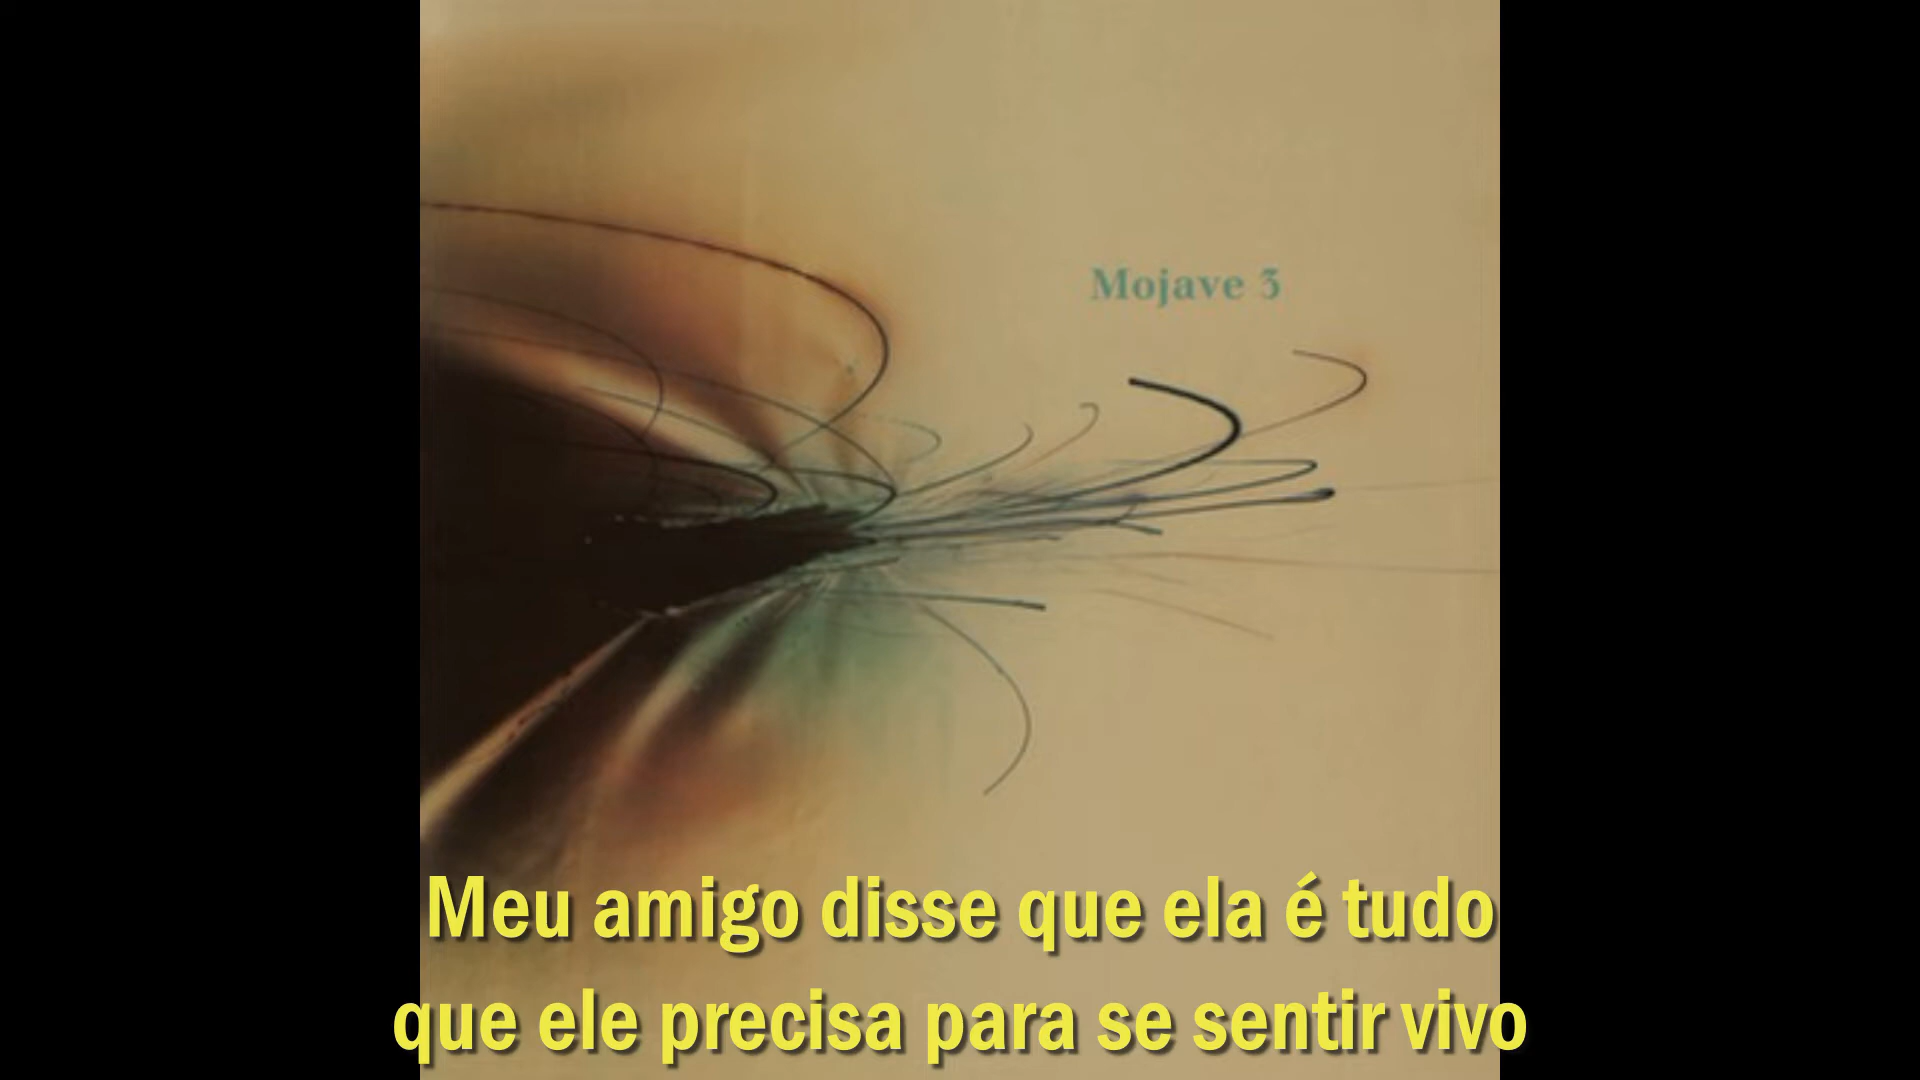 Mojave 3
Meu amigo disse que ela é tudo
que ele precisa para se sentir vivo